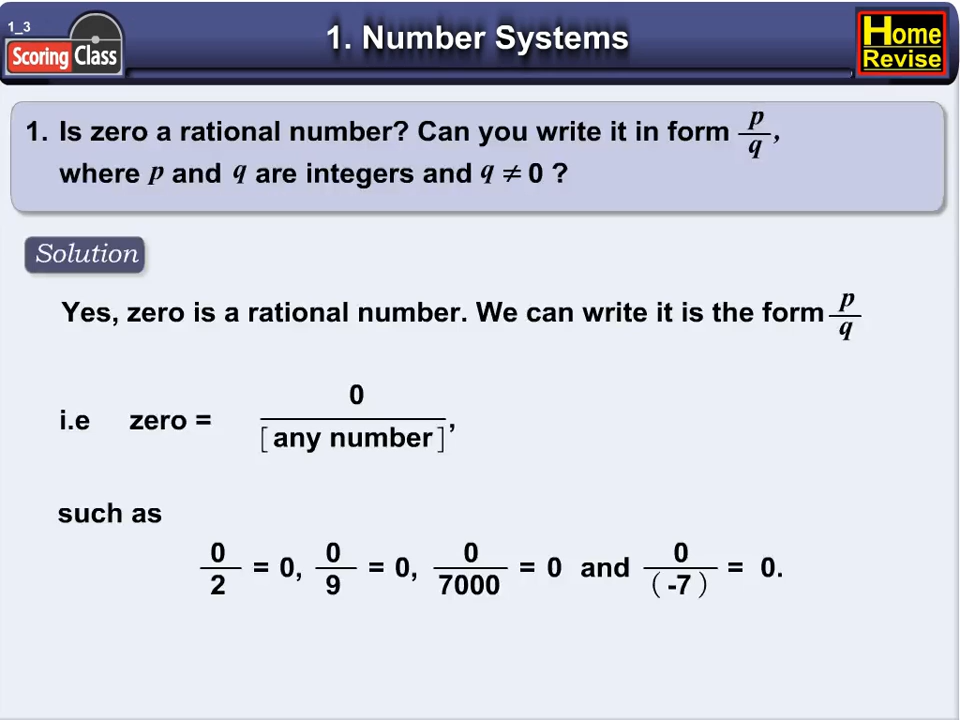 1_3
Scoring Class
1. Number Systems
Home
Revise
1. Is zero a rational number? Can you write it in form p/q,
where p and q are integers and q ≠ 0 ?
Solution
Yes, zero is a rational number. We can write it is the form p/q
i.e zero = 0/[any number],
such as
0/2 = 0, 0/9 = 0, 0/7000 = 0 and 0/(-7) = 0.